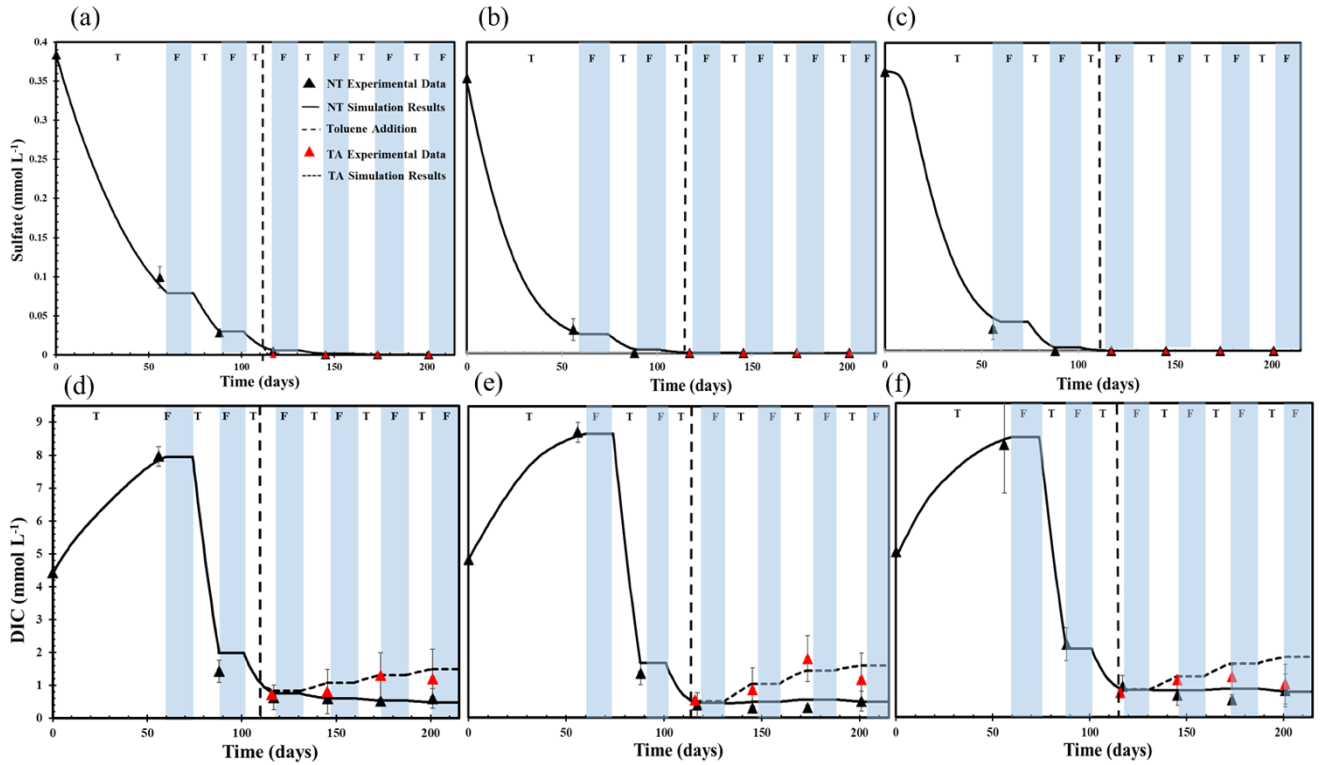 (a)
(b)
(c)
Sulfate (mmol L⁻¹)
0.4
0.35
0.3
0.25
0.2
0.15
0.1
0.05
0
T F T F T F T F T F T F
NT Experimental Data
NT Simulation Results
Toluene Addition
TA Experimental Data
TA Simulation Results
0 50 100 150 200
Time (days)
T F T F T F T F T F T F
0 50 100 150 200
Time (days)
T F T F T F T F T F T F
0 50 100 150 200
Time (days)
(d)
(e)
(f)
DIC (mmol L⁻¹)
9
8
7
6
5
4
3
2
1
0
T F T F T F T F T F T F
0 50 100 150 200
Time (days)
T F T F T F T F T F T F
0 50 100 150 200
Time (days)
T F T F T F T F T F T F
0 50 100 150 200
Time (days)